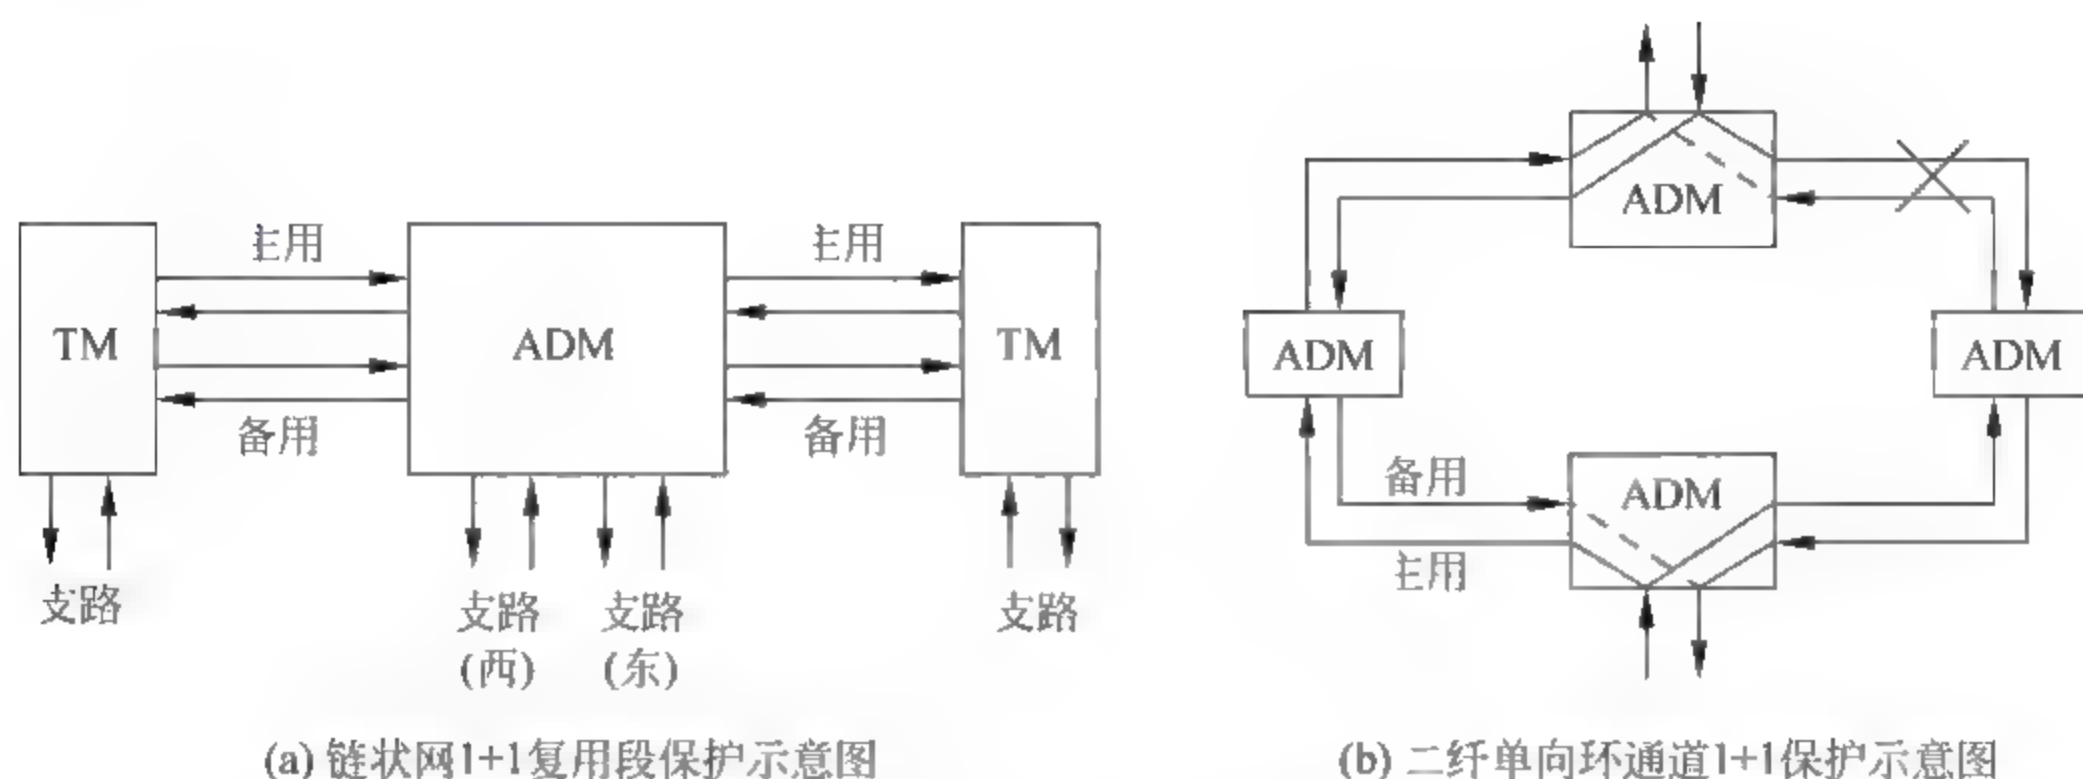 主用
主用
TM
ADM
TM
备用
备用
支路
支路
(西)
支路
(东)
支路
(a) 链状网1+1复用段保护示意图
ADM
ADM
ADM
备用
ADM
主用
(b) 二纤单向环通道1+1保护示意图